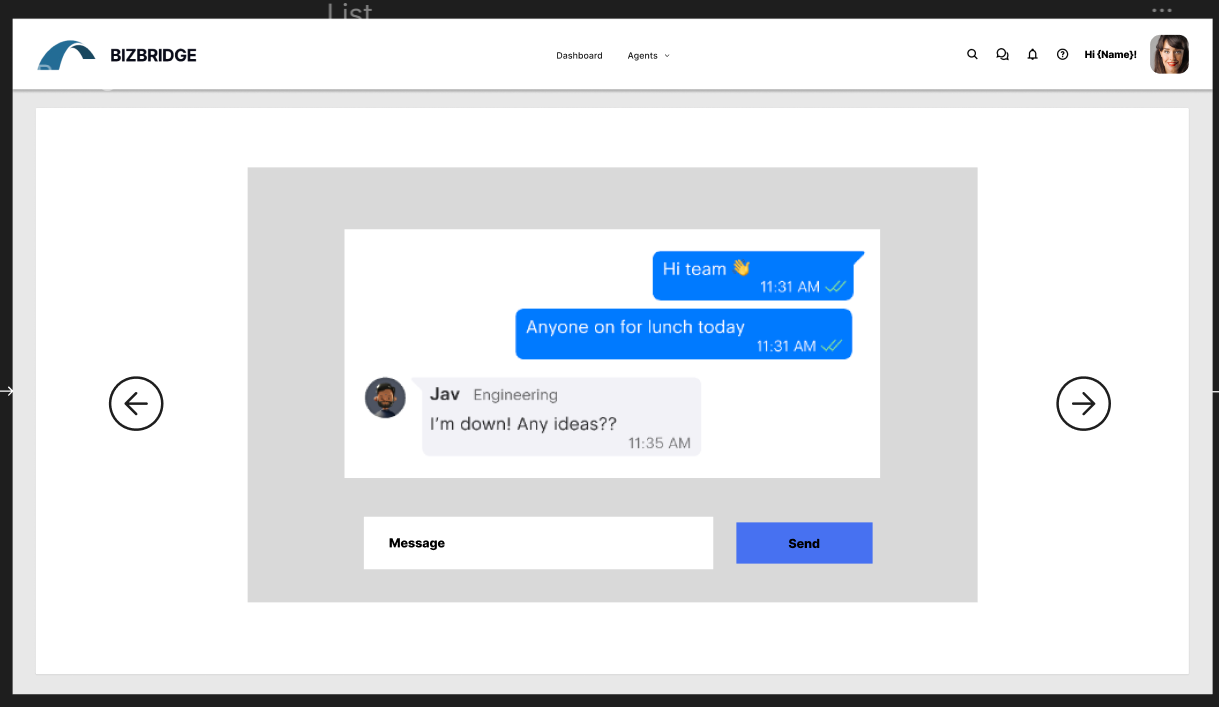 List
BIZBRIDGE
Dashboard
Agents
Hi {Name}!
Hi team 👋
11:31 AM
Anyone on for lunch today
11:31 AM
Jav Engineering
I'm down! Any ideas??
11:35 AM
Message
Send